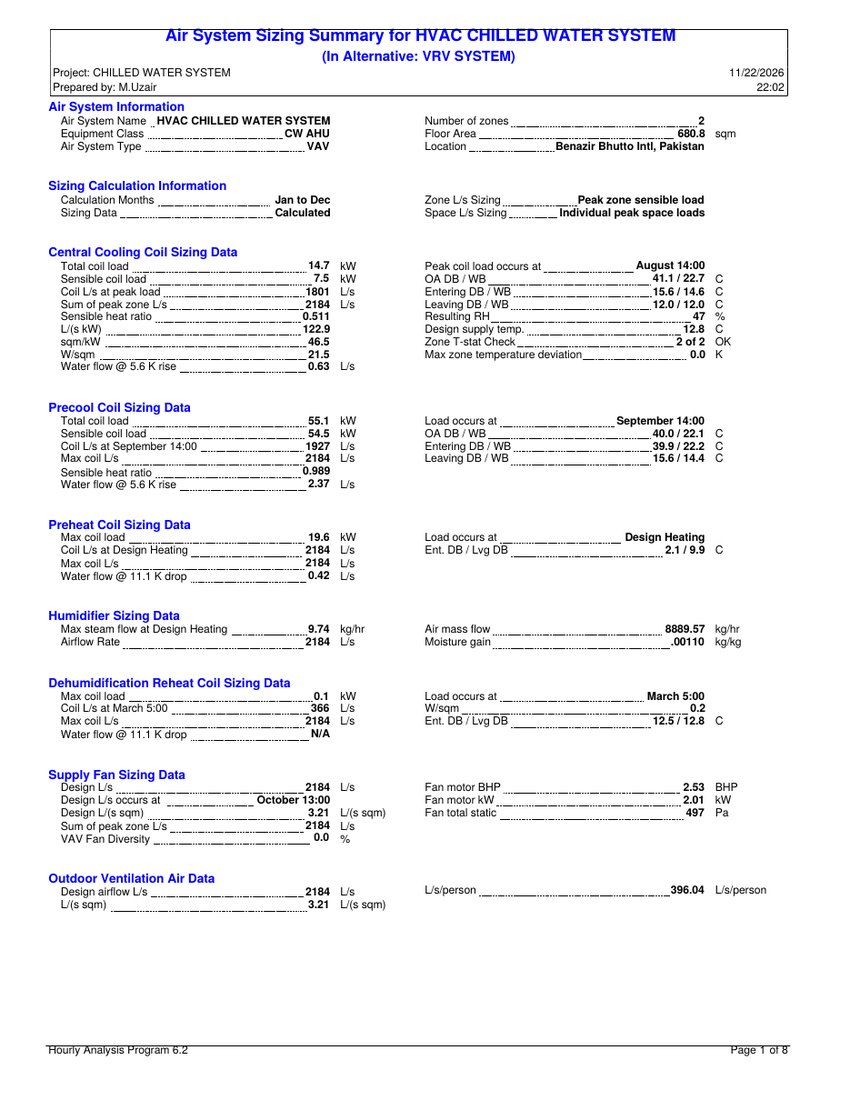 Air System Sizing Summary for HVAC CHILLED WATER SYSTEM
(In Alternative: VRV SYSTEM)
Project: CHILLED WATER SYSTEM 11/22/2026
Prepared by: M.Uzair 22:02
Air System Information
Air System Name HVAC CHILLED WATER SYSTEM Number of zones 2
Equipment Class CW AHU Floor Area 680.8 sqm
Air System Type VAV Location Benazir Bhutto Intl, Pakistan
Sizing Calculation Information
Calculation Months Jan to Dec Zone L/s Sizing Peak zone sensible load
Sizing Data Calculated Space L/s Sizing Individual peak space loads
Central Cooling Coil Sizing Data
Total coil load 14.7 kW Peak coil load occurs at August 14:00
Sensible coil load 7.5 kW OA DB / WB 41.1 / 22.7 C
Coil L/s at peak load 1801 L/s Entering DB / WB 15.6 / 14.6 C
Sum of peak zone L/s 2184 L/s Leaving DB / WB 12.0 / 12.0 C
Sensible heat ratio 0.511 Resulting RH 47 %
L/(s kW) 122.9 Design supply temp. 12.8 C
sqm/kW 46.5 Zone T-stat Check 2 of 2 OK
W/sqm 21.5 Max zone temperature deviation 0.0 K
Water flow @ 5.6 K rise 0.63 L/s
Precool Coil Sizing Data
Total coil load 55.1 kW Load occurs at September 14:00
Sensible coil load 54.5 kW OA DB / WB 40.0 / 22.1 C
Coil L/s at September 14:00 1927 L/s Entering DB / WB 39.9 / 22.2 C
Max coil L/s 2184 L/s Leaving DB / WB 15.6 / 14.4 C
Sensible heat ratio 0.989
Water flow @ 5.6 K rise 2.37 L/s
Preheat Coil Sizing Data
Max coil load 19.6 kW Load occurs at Design Heating
Coil L/s at Design Heating 2184 L/s Ent. DB / Lvg DB 2.1 / 9.9 C
Max coil L/s 2184 L/s
Water flow @ 11.1 K drop 0.42 L/s
Humidifier Sizing Data
Max steam flow at Design Heating 9.74 kg/hr Air mass flow 8889.57 kg/hr
Airflow Rate 2184 L/s Moisture gain .00110 kg/kg
Dehumidification Reheat Coil Sizing Data
Max coil load 0.1 kW Load occurs at March 5:00
Coil L/s at March 5:00 366 L/s W/sqm 0.2
Max coil L/s 2184 L/s Ent. DB / Lvg DB 12.5 / 12.8 C
Water flow @ 11.1 K drop N/A
Supply Fan Sizing Data
Design L/s 2184 L/s Fan motor BHP 2.53 BHP
Design L/s occurs at October 13:00 Fan motor kW 2.01 kW
Design L/(s sqm) 3.21 L/(s sqm) Fan total static 497 Pa
Sum of peak zone L/s 2184 L/s
VAV Fan Diversity 0.0 %
Outdoor Ventilation Air Data
Design airflow L/s 2184 L/s L/s/person 396.04 L/s/person
L/(s sqm) 3.21 L/(s sqm)
Hourly Analysis Program 6.2 Page 1 of 8